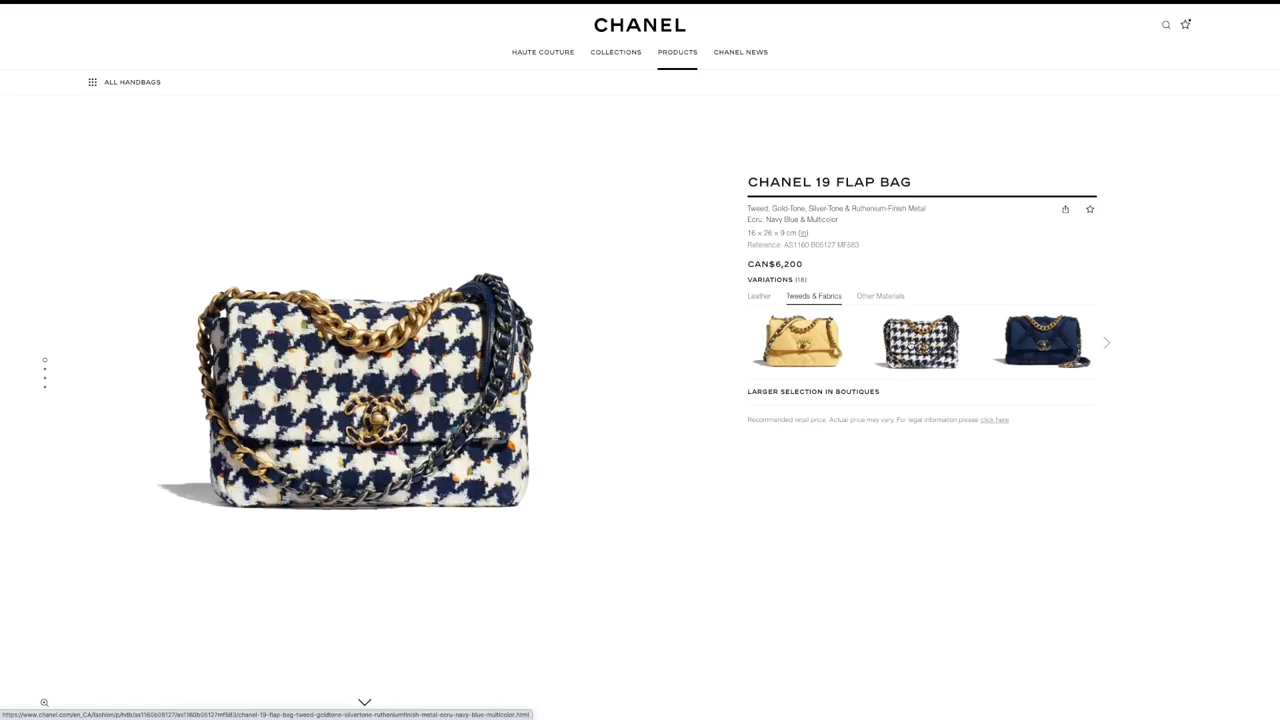 CHANEL
HAUTE COUTURE COLLECTIONS PRODUCTS CHANEL NEWS
ALL HANDBAGS
CHANEL 19 FLAP BAG
Tweed, Gold-Tone, Silver-Tone & Ruthenium-Finish Metal
Ecru, Navy Blue & Multicolor
16 × 26 × 9 cm (in)
Reference: AS1160 B05127 MF583
CAN$6,200
VARIATIONS (16)
Leather Tweeds & Fabrics Other Materials
LARGER SELECTION IN BOUTIQUES
Recommended retail price. Actual price may vary. For legal information please click here
https://www.chanel.com/en_CA/fashion/p/hdb/as1160b05127/as1160b05127mf583/chanel-19-flap-bag-tweed-goldtone-silvertone-rutheniumfinish-metal-ecru-navy-blue-multicolor.html